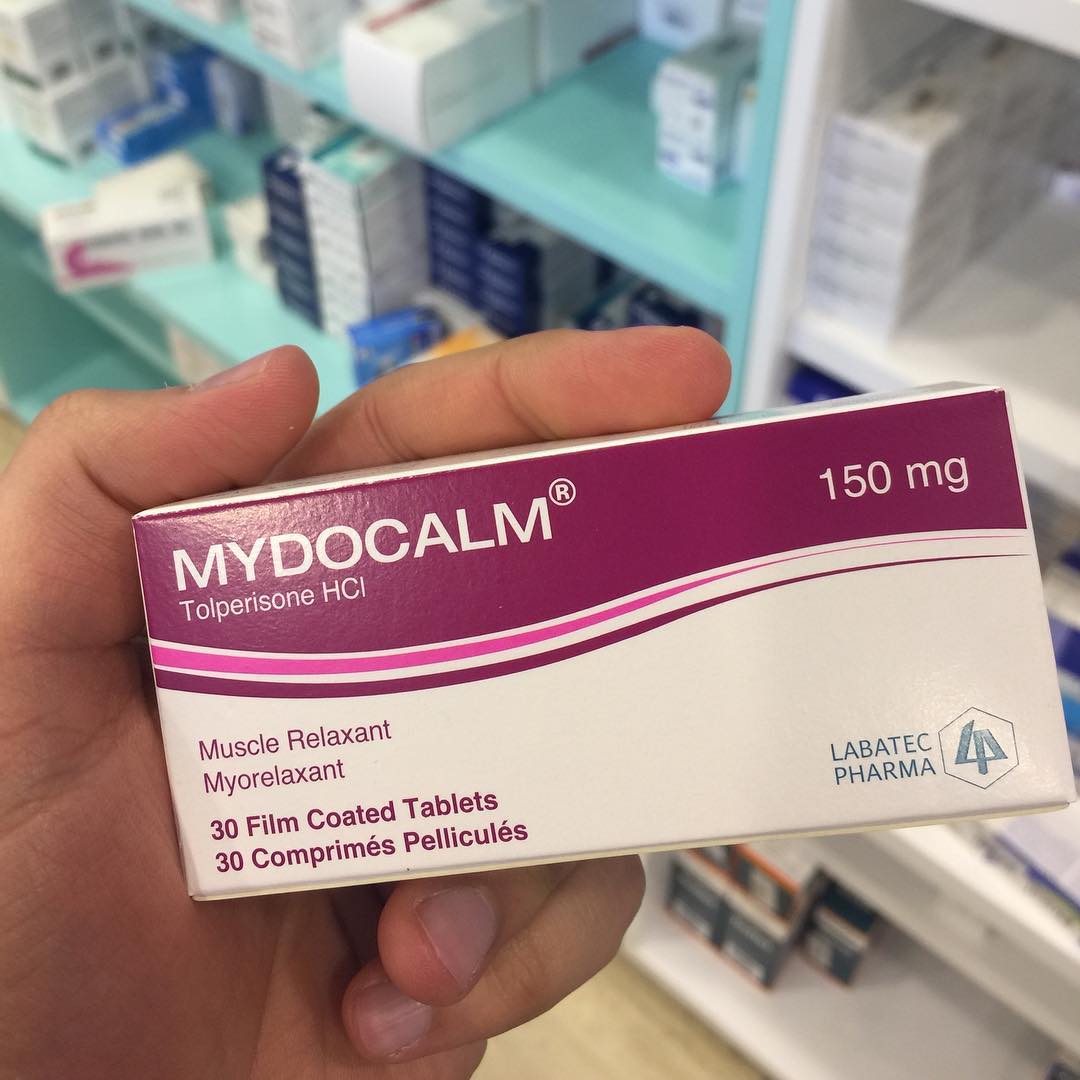 MYDOCALM®
150 mg
Tolperisone HCl
Muscle Relaxant
Myorelaxant
30 Film Coated Tablets
30 Comprimés Pelliculés
LABATEC
PHARMA